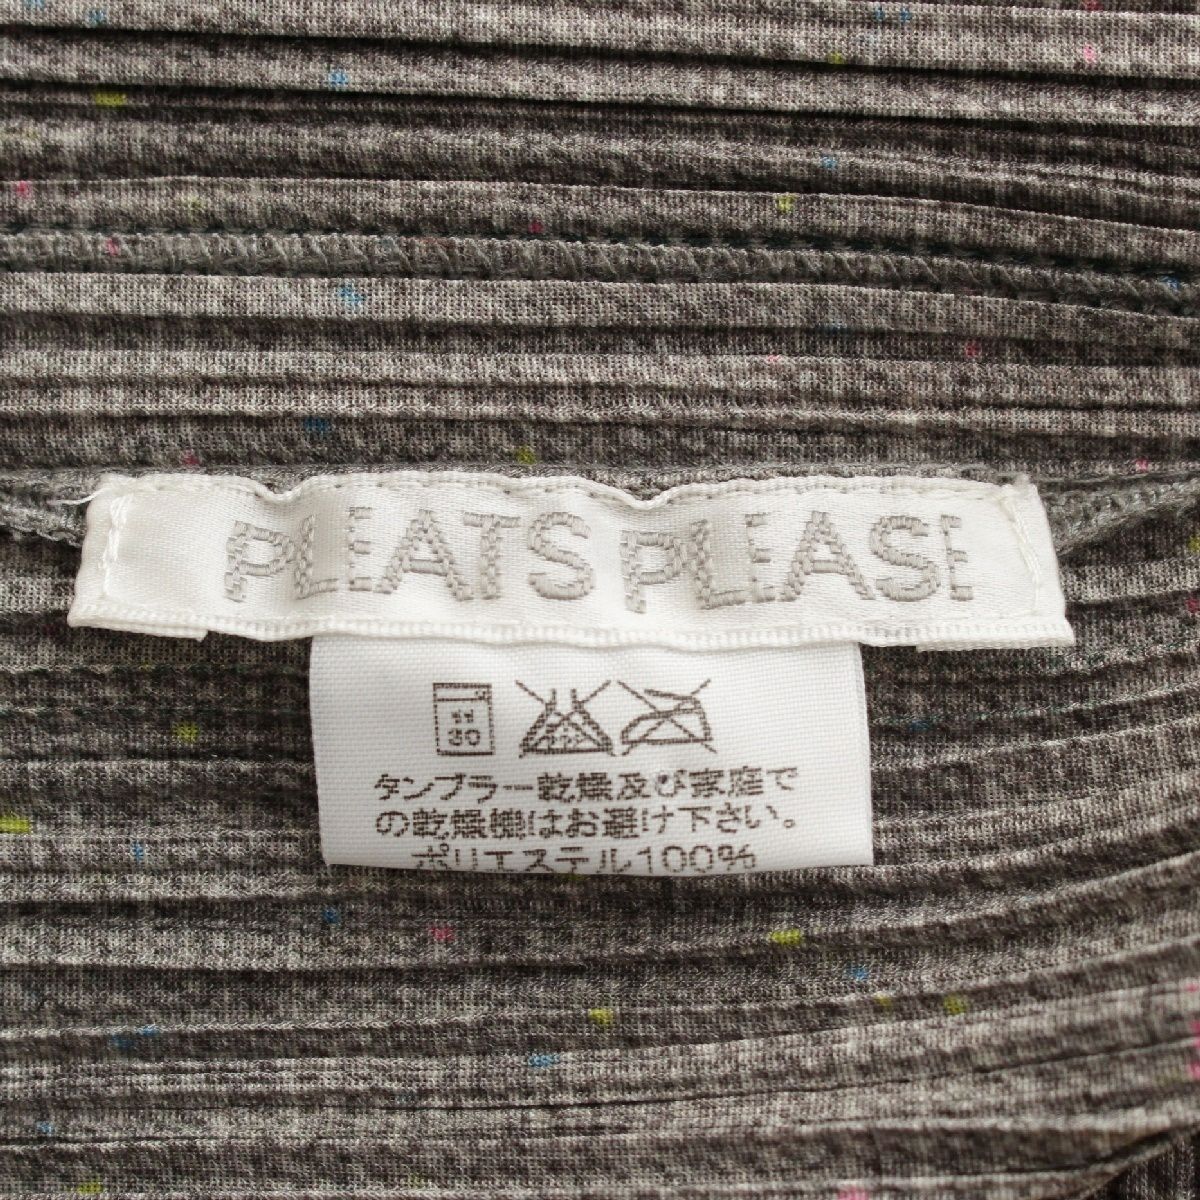 PLEATS PLEASE
30
タンブラー乾燥及び家庭で
の乾燥機はお避け下さい。
ポリエステル100%